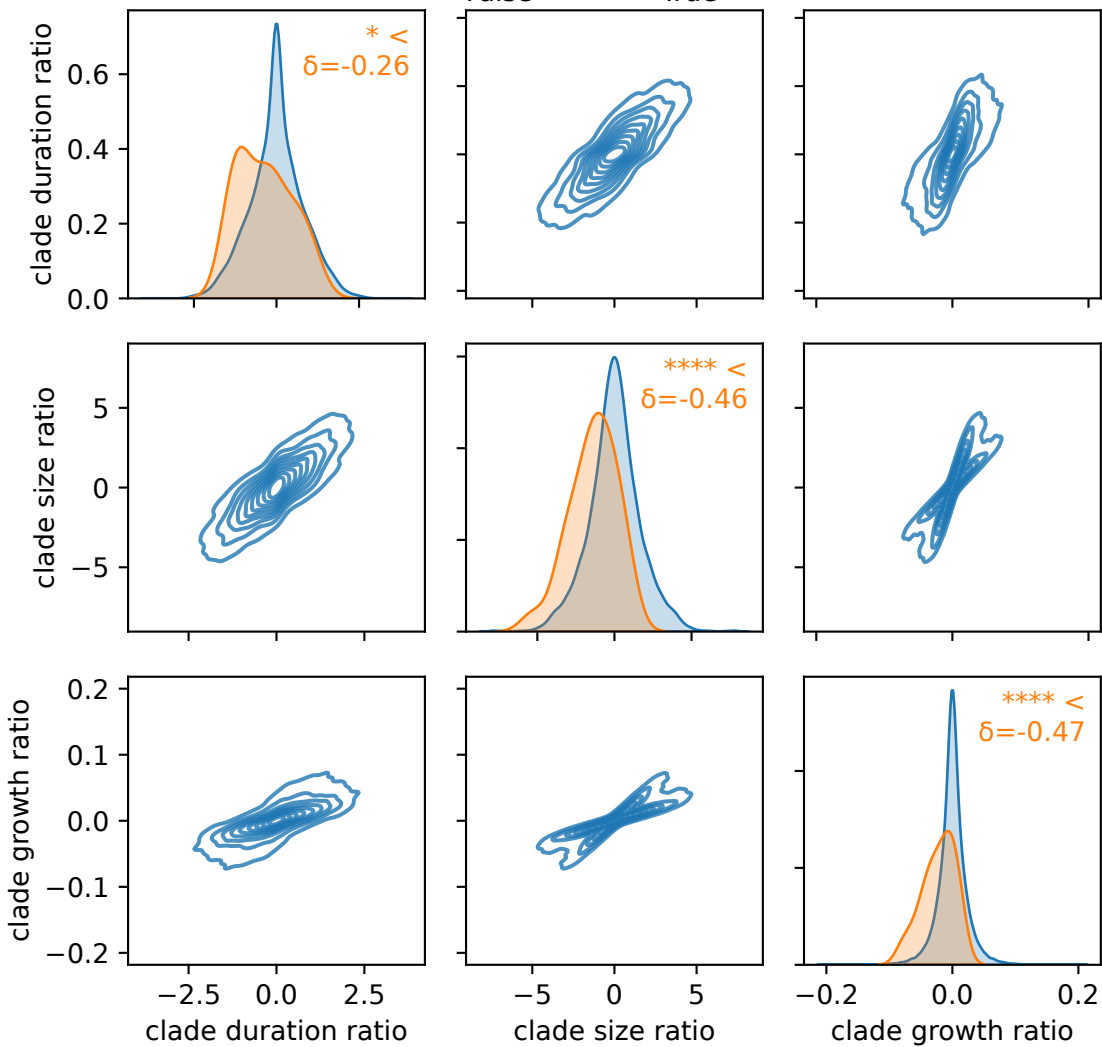 * <
δ=-0.26
clade duration ratio
0.6
0.4
0.2
0.0
**** <
δ=-0.46
clade size ratio
5
0
−5
**** <
δ=-0.47
clade growth ratio
0.2
0.1
0.0
−0.1
−0.2
−2.5 0.0 2.5 −5 0 5 −0.2 0.0 0.2
clade duration ratio clade size ratio clade growth ratio